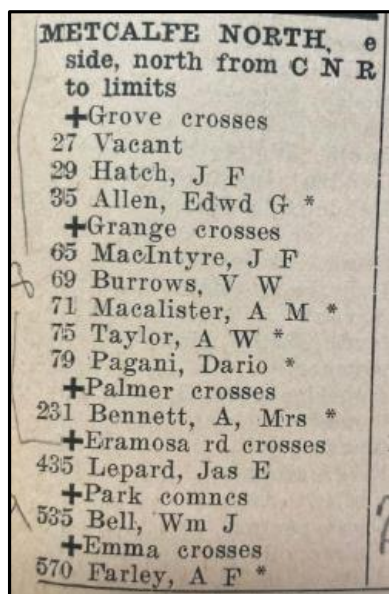 METCALFE NORTH, e
side, north from C N R
to limits
+Grove crosses
27 Vacant
29 Hatch, J F
35 Allen, Edwd G *
+Grange crosses
65 MacIntyre, J F
69 Burrows, V W
71 Macalister, A M *
75 Taylor, A W *
79 Pagani, Dario *
+Palmer crosses
231 Bennett, A, Mrs *
+Eramosa rd crosses
435 Lepard, Jas E
+Park comncs
535 Bell, Wm J
+Emma crosses
570 Farley, A F *